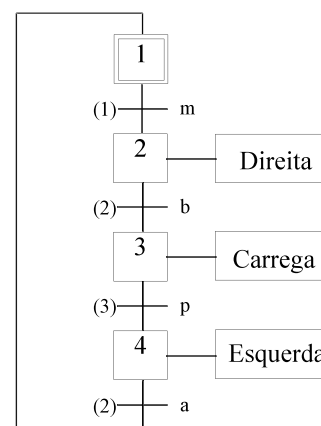 1
(1) m
2 Direita
(2) b
3 Carrega
(3) p
4 Esquerda
(2) a